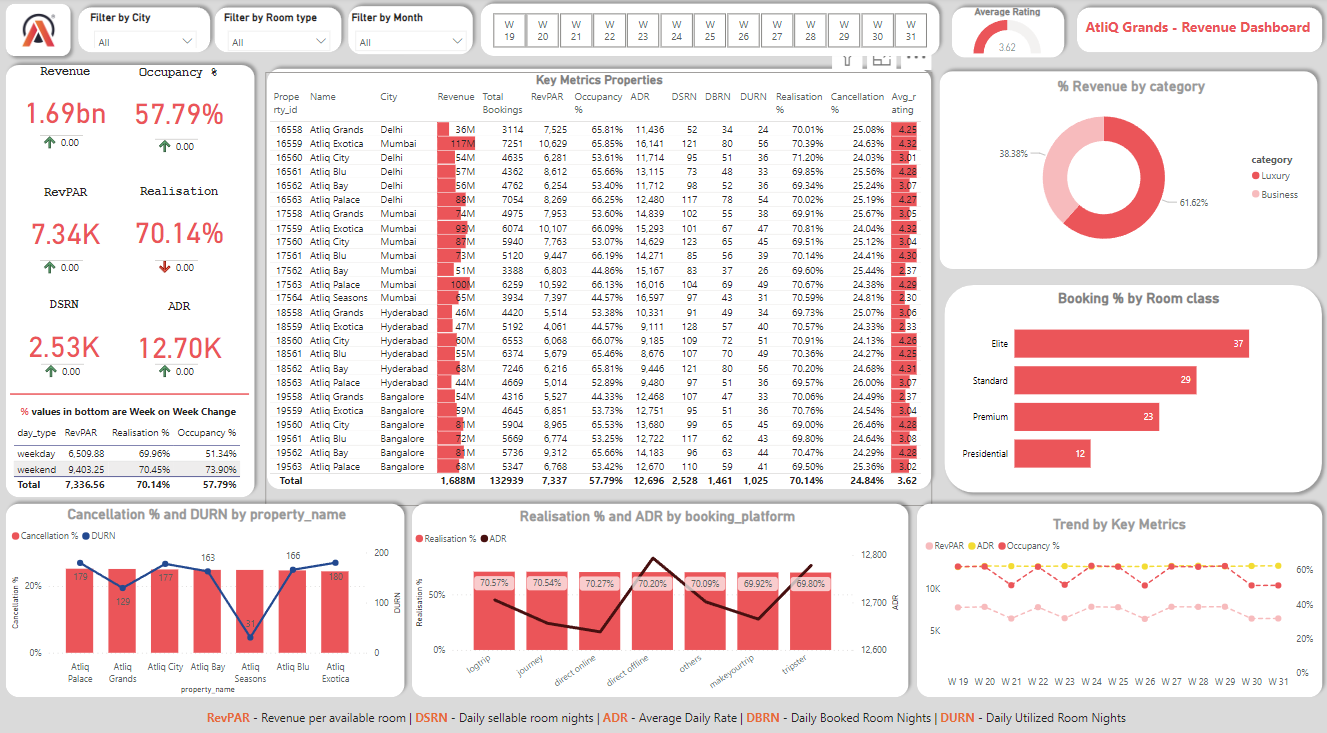 Filter by City
All
Filter by Room type
All
Filter by Month
All
W 19
W 20
W 21
W 22
W 23
W 24
W 25
W 26
W 27
W 28
W 29
W 30
W 31
Average Rating
3.62
AtliQ Grands - Revenue Dashboard
Revenue Occupancy %
1.69bn 57.79%
0.00 0.00
RevPAR Realisation
7.34K 70.14%
0.00 0.00
DSRN ADR
2.53K 12.70K
0.00 0.00
% values in bottom are Week on Week Change
day_type RevPAR Realisation % Occupancy %
weekday 6,509.88 69.96% 51.34%
weekend 9,403.25 70.45% 73.90%
Total 7,336.56 70.14% 57.79%
Key Metrics Properties
Property_id Name City Revenue Total Bookings RevPAR Occupancy % ADR DSRN DBRN DURN Realisation % Cancellation % Avg_rating
16558 Atliq Grands Delhi 36M 3114 7,525 65.81% 11,436 52 34 24 70.01% 25.08% 4.25
16559 Atliq Exotica Mumbai 117M 7251 10,629 65.85% 16,141 121 80 56 70.39% 24.63% 4.32
16560 Atliq City Delhi 54M 4635 6,281 53.61% 11,714 95 51 36 71.20% 24.03% 3.01
16561 Atliq Blu Delhi 57M 4362 8,612 65.66% 13,115 73 48 33 69.85% 25.56% 4.28
16562 Atliq Bay Delhi 56M 4762 6,254 53.40% 11,712 98 52 36 69.34% 25.24% 3.07
16563 Atliq Palace Delhi 88M 7054 8,269 66.25% 12,480 117 78 54 70.02% 25.19% 4.27
17558 Atliq Grands Mumbai 74M 4975 7,953 53.60% 14,839 102 55 38 69.91% 25.67% 3.05
17559 Atliq Exotica Mumbai 93M 6074 10,107 66.09% 15,293 101 67 47 70.81% 24.04% 4.32
17560 Atliq City Mumbai 87M 5940 7,763 53.07% 14,629 123 65 45 69.51% 25.12% 3.04
17561 Atliq Blu Mumbai 73M 5120 9,447 66.19% 14,271 85 56 39 70.14% 24.41% 4.30
17562 Atliq Bay Mumbai 51M 3388 6,803 44.86% 15,167 83 37 26 69.60% 25.44% 2.37
17563 Atliq Palace Mumbai 100M 6259 10,592 66.13% 16,016 104 69 49 70.67% 24.38% 4.29
17564 Atliq Seasons Mumbai 65M 3934 7,397 44.57% 16,597 97 43 31 70.59% 24.81% 2.30
18558 Atliq Grands Hyderabad 46M 4420 5,514 53.38% 10,331 91 49 34 69.73% 25.07% 3.06
18559 Atliq Exotica Hyderabad 47M 5192 4,061 44.57% 9,111 128 57 40 70.57% 24.33% 2.33
18560 Atliq City Hyderabad 60M 6553 6,068 66.07% 9,185 109 72 51 70.91% 24.13% 4.26
18561 Atliq Blu Hyderabad 55M 6374 5,679 65.46% 8,676 107 70 49 70.36% 24.27% 4.25
18562 Atliq Bay Hyderabad 68M 7246 6,216 65.81% 9,446 121 80 56 70.20% 24.68% 4.31
18563 Atliq Palace Hyderabad 44M 4669 5,014 52.89% 9,480 97 51 36 69.57% 26.00% 3.07
19558 Atliq Grands Bangalore 54M 4316 5,527 44.33% 12,468 107 47 33 70.06% 24.49% 2.37
19559 Atliq Exotica Bangalore 59M 4645 6,851 53.73% 12,751 95 51 36 70.76% 24.54% 3.04
19560 Atliq City Bangalore 81M 5904 8,965 65.53% 13,680 99 65 45 69.00% 26.46% 4.28
19561 Atliq Blu Bangalore 72M 5669 6,774 53.25% 12,722 117 62 43 69.80% 24.64% 3.08
19562 Atliq Bay Bangalore 81M 5736 9,312 65.66% 14,183 96 63 44 70.47% 24.29% 4.28
19563 Atliq Palace Bangalore 68M 5347 6,768 53.42% 12,670 110 59 41 69.50% 25.36% 3.02
Total 1,688M 132939 7,337 57.79% 12,696 2,528 1,461 1,025 70.14% 24.84% 3.62
% Revenue by category
38.38%
61.62%
category
Luxury
Business
Booking % by Room class
Elite 37
Standard 29
Premium 23
Presidential 12
Cancellation % and DURN by property_name
Cancellation % DURN
Cancellation %
20%
0%
179 129 177 163 31 166 180
200
100
0
DURN
Atliq Palace
Atliq Grands
Atliq City
Atliq Bay
Atliq Seasons
Atliq Blu
Atliq Exotica
property_name
Realisation % and ADR by booking_platform
Realisation % ADR
Realisation %
50%
0%
70.57% 70.54% 70.27% 70.20% 70.09% 69.92% 69.80%
12,800
12,700
12,600
ADR
logtrip journey direct online direct offline others makeyourtrip tripster
Trend by Key Metrics
RevPAR ADR Occupancy %
10K
5K
60%
40%
20%
0%
W 19 W 20 W 21 W 22 W 23 W 24 W 25 W 26 W 27 W 28 W 29 W 30 W 31
RevPAR - Revenue per available room | DSRN - Daily sellable room nights | ADR - Average Daily Rate | DBRN - Daily Booked Room Nights | DURN - Daily Utilized Room Nights